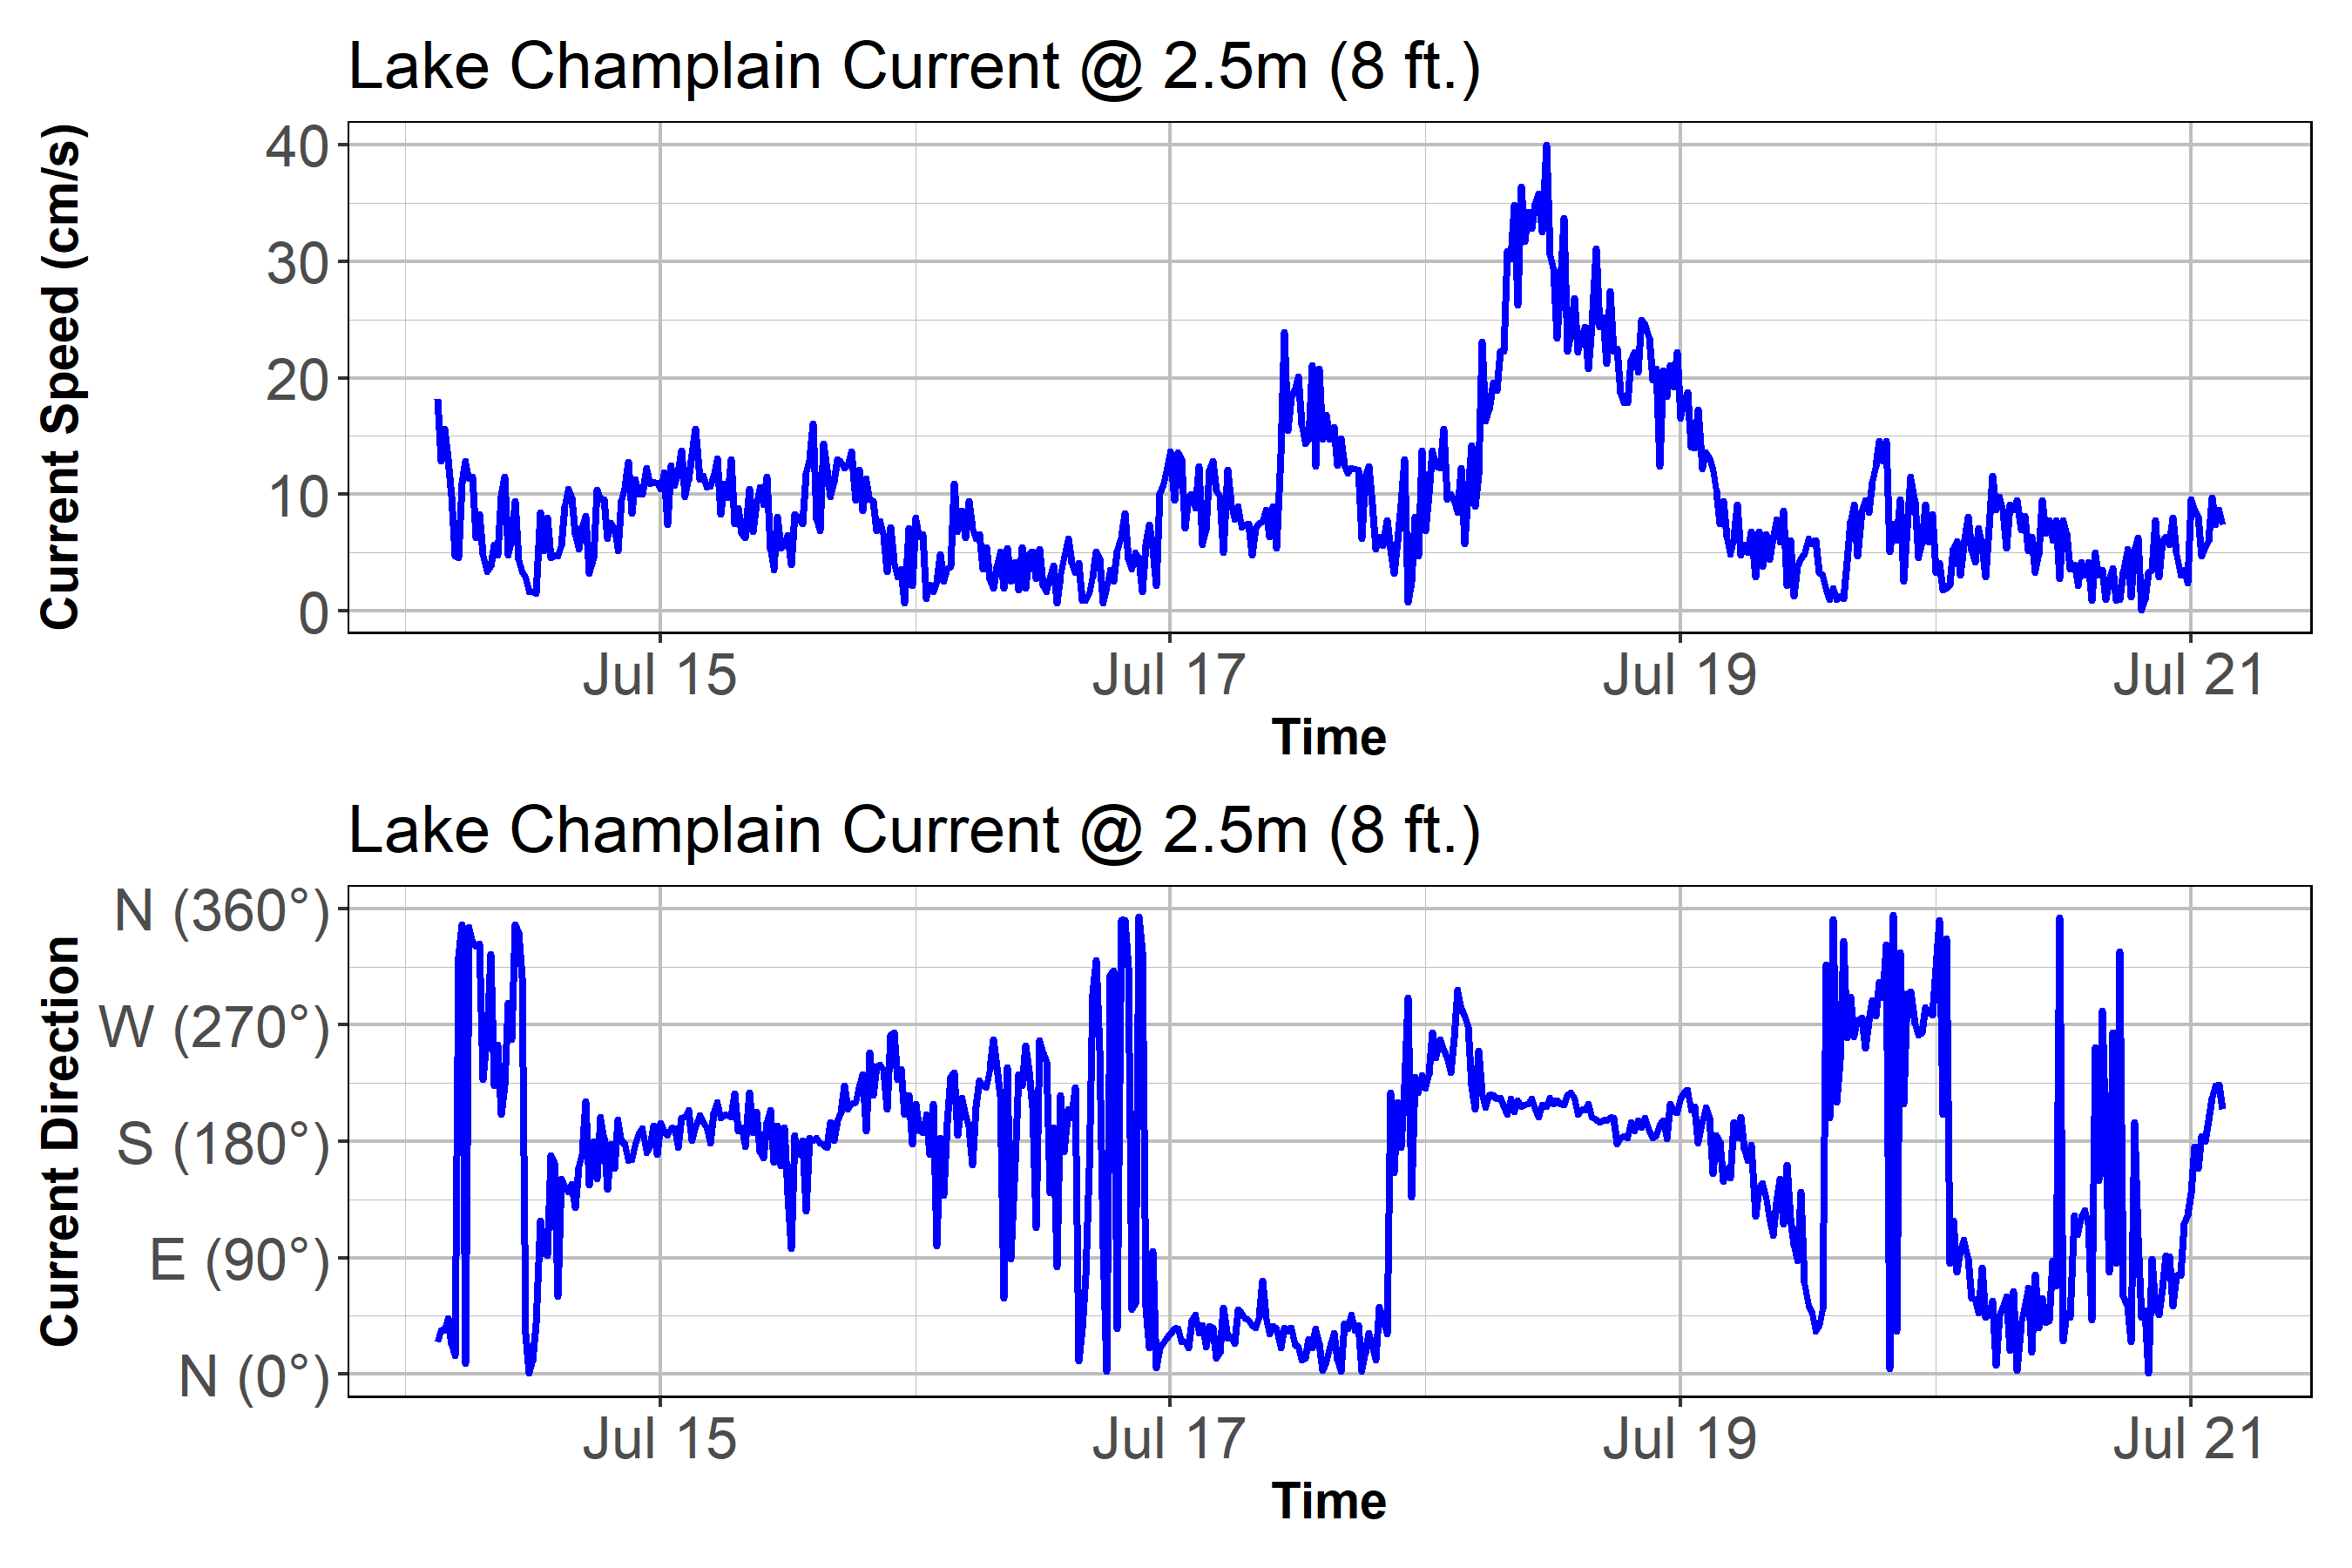 Lake Champlain Current @ 2.5m (8 ft.)
Current Speed (cm/s)
40
30
20
10
0
Jul 15 Jul 17 Jul 19 Jul 21
Time
Lake Champlain Current @ 2.5m (8 ft.)
Current Direction
N (360°)
W (270°)
S (180°)
E (90°)
N (0°)
Jul 15 Jul 17 Jul 19 Jul 21
Time